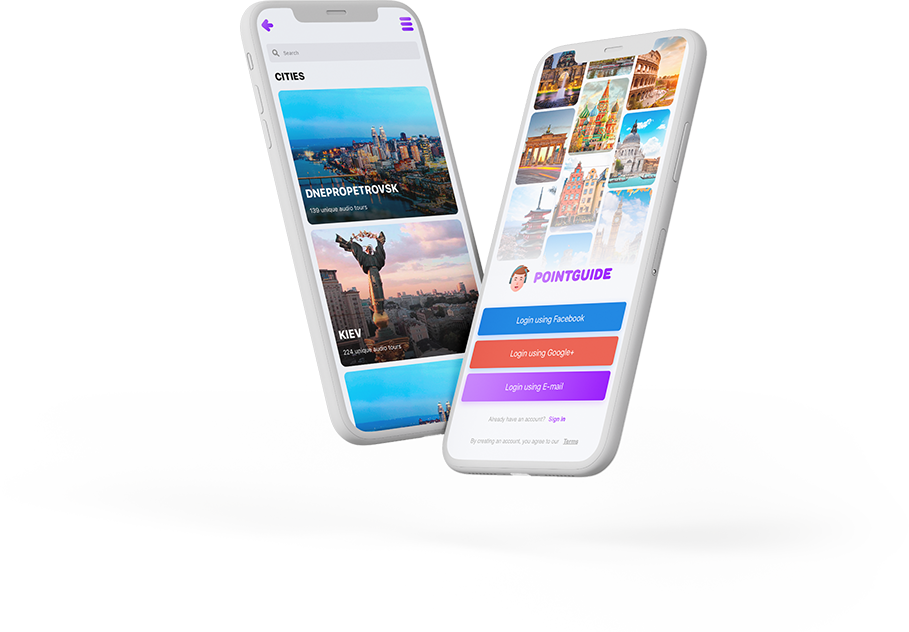 Search
CITIES
DNEPROPETROVSK
139 unique audio tours
KIEV
224 unique audio tours
POINTGUIDE
Login using Facebook
Login using Google+
Login using E-mail
Already have an account? Sign In
By creating an account, you agree to our Terms